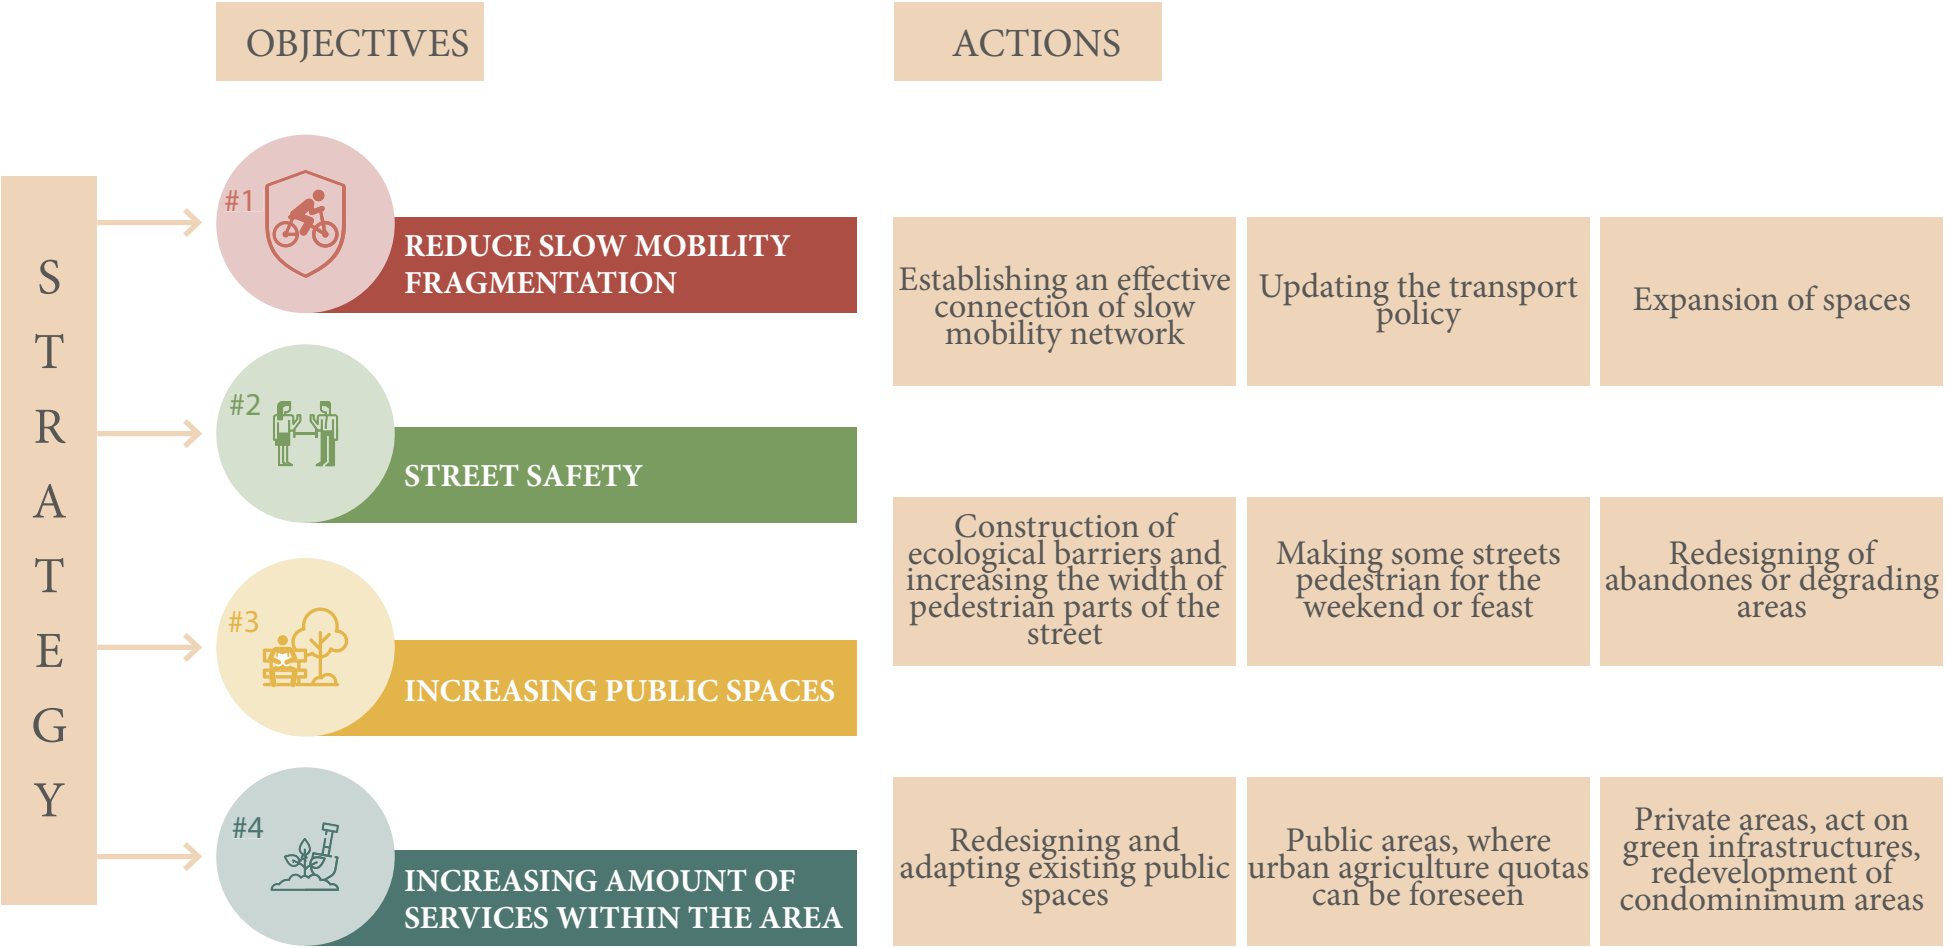 OBJECTIVES
ACTIONS
STRATEGY
#1
REDUCE SLOW MOBILITY
FRAGMENTATION
#2
STREET SAFETY
#3
INCREASING PUBLIC SPACES
#4
INCREASING AMOUNT OF
SERVICES WITHIN THE AREA
Establishing an effective
connection of slow
mobility network
Updating the transport
policy
Expansion of spaces
Construction of
ecological barriers and
increasing the width of
pedestrian parts of the
street
Making some streets
pedestrian for the
weekend or feast
Redesigning of
abandones or degrading
areas
Redesigning and
adapting existing public
spaces
Public areas, where
urban agriculture quotas
can be foreseen
Private areas, act on
green infrastructures,
redevelopment of
condominimum areas